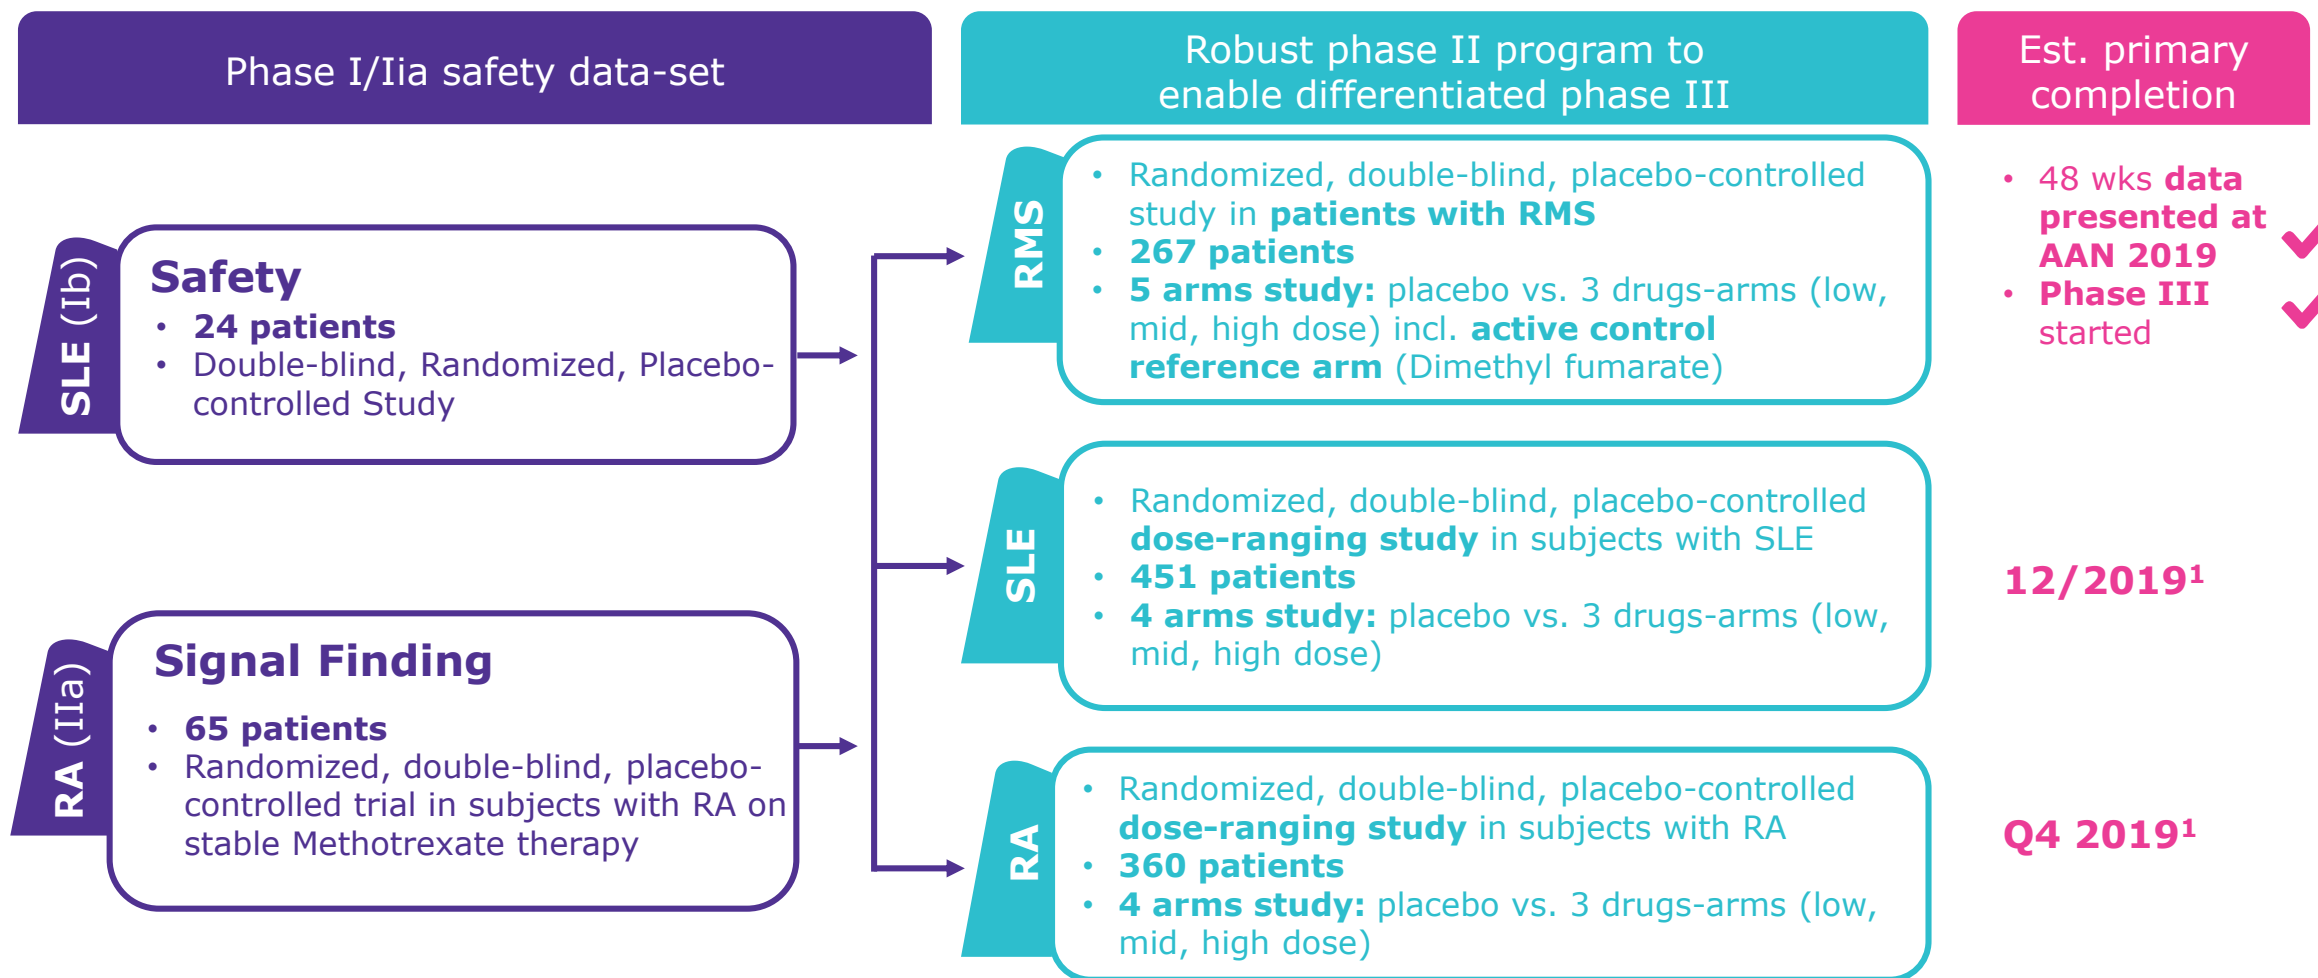 Phase I/Iia safety data-set
Robust phase II program to
enable differentiated phase III
Est. primary
completion
SLE (Ib)
Safety
• 24 patients
• Double-blind, Randomized, Placebo-
controlled Study
RA (IIa)
Signal Finding
• 65 patients
• Randomized, double-blind, placebo-
controlled trial in subjects with RA on
stable Methotrexate therapy
RMS
• Randomized, double-blind, placebo-controlled
study in patients with RMS
• 267 patients
• 5 arms study: placebo vs. 3 drugs-arms (low,
mid, high dose) incl. active control
reference arm (Dimethyl fumarate)
• 48 wks data
presented at
AAN 2019
• Phase III
started
SLE
• Randomized, double-blind, placebo-controlled
dose-ranging study in subjects with SLE
• 451 patients
• 4 arms study: placebo vs. 3 drugs-arms (low,
mid, high dose)
12/2019¹
RA
• Randomized, double-blind, placebo-controlled
dose-ranging study in subjects with RA
• 360 patients
• 4 arms study: placebo vs. 3 drugs-arms (low,
mid, high dose)
Q4 2019¹